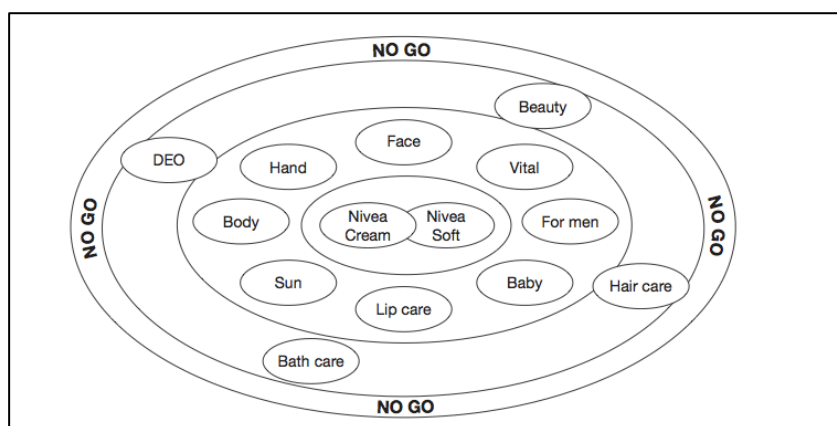 NO GO
Beauty
Face
DEO
Hand
Vital
Nivea
Cream
Nivea
Soft
Body
For men
NO GO
NO GO
Sun
Baby
Hair care
Lip care
Bath care
NO GO